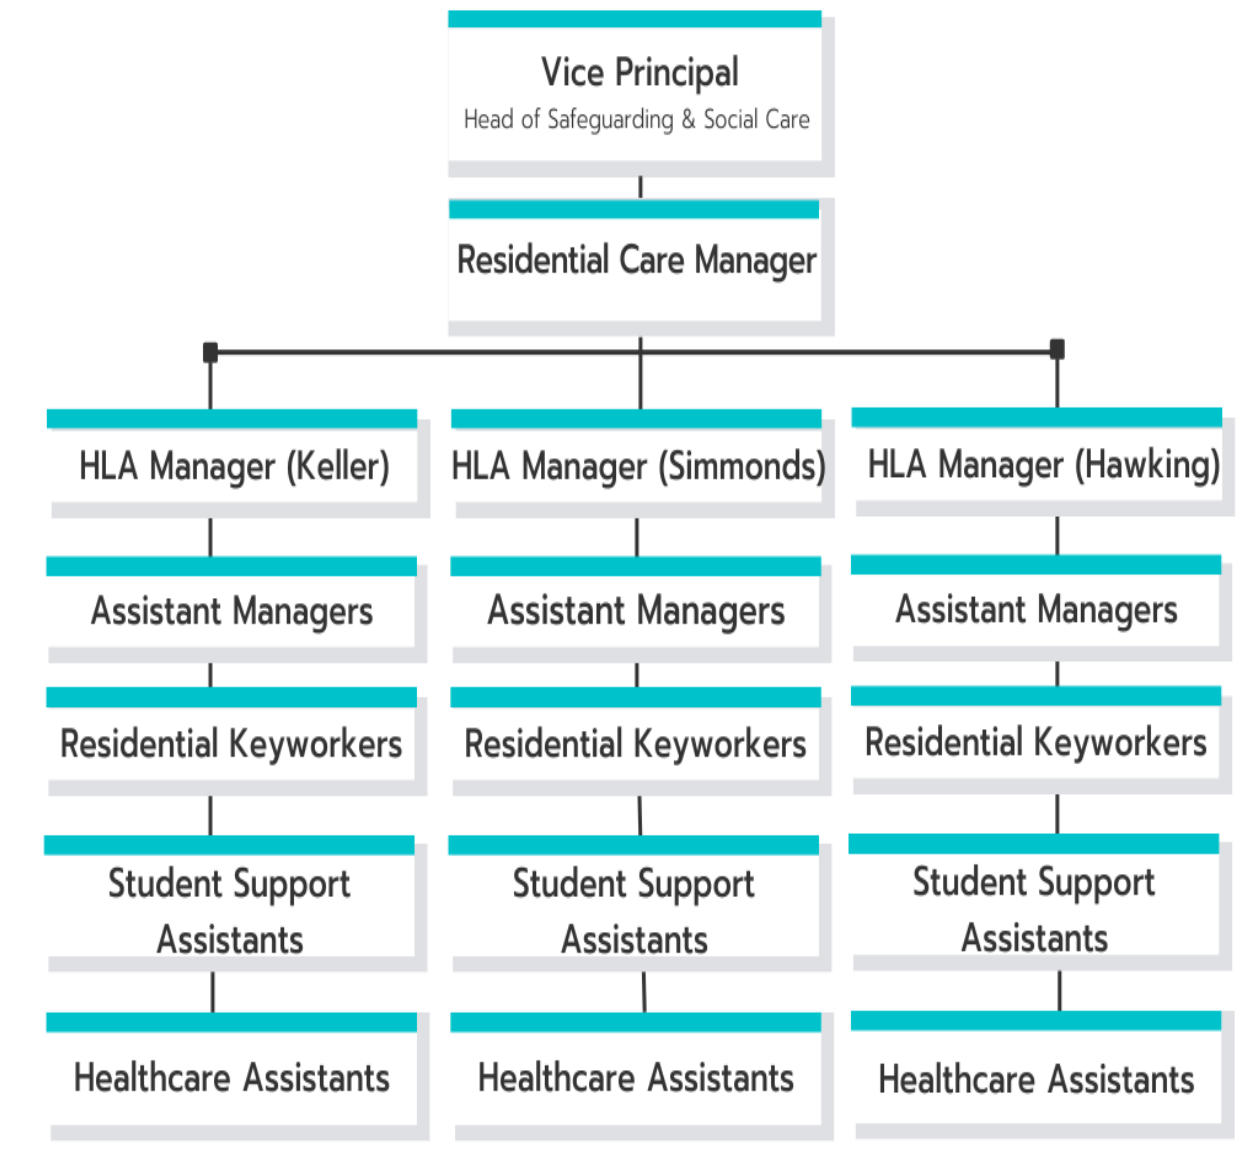 Vice Principal
Head of Safeguarding & Social Care
Residential Care Manager
HLA Manager (Keller)
HLA Manager (Simmonds)
HLA Manager (Hawking)
Assistant Managers
Assistant Managers
Assistant Managers
Residential Keyworkers
Residential Keyworkers
Residential Keyworkers
Student Support
Assistants
Student Support
Assistants
Student Support
Assistants
Healthcare Assistants
Healthcare Assistants
Healthcare Assistants